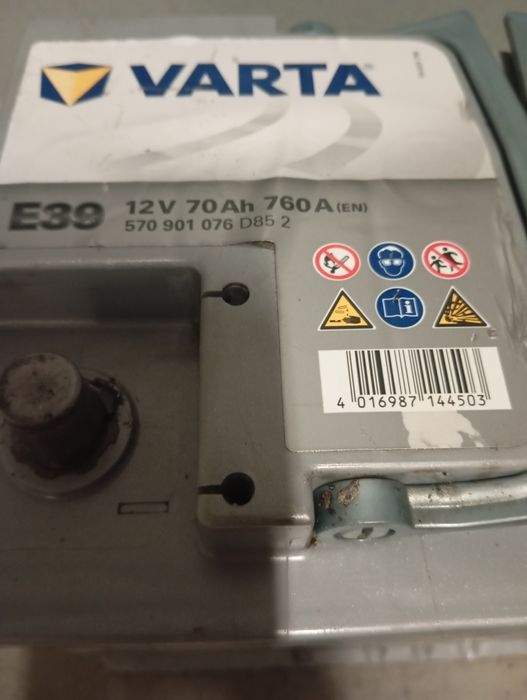 VARTA
E39 12V 70Ah 760A (EN)
570 901 076 D85 2
4 016987 144503